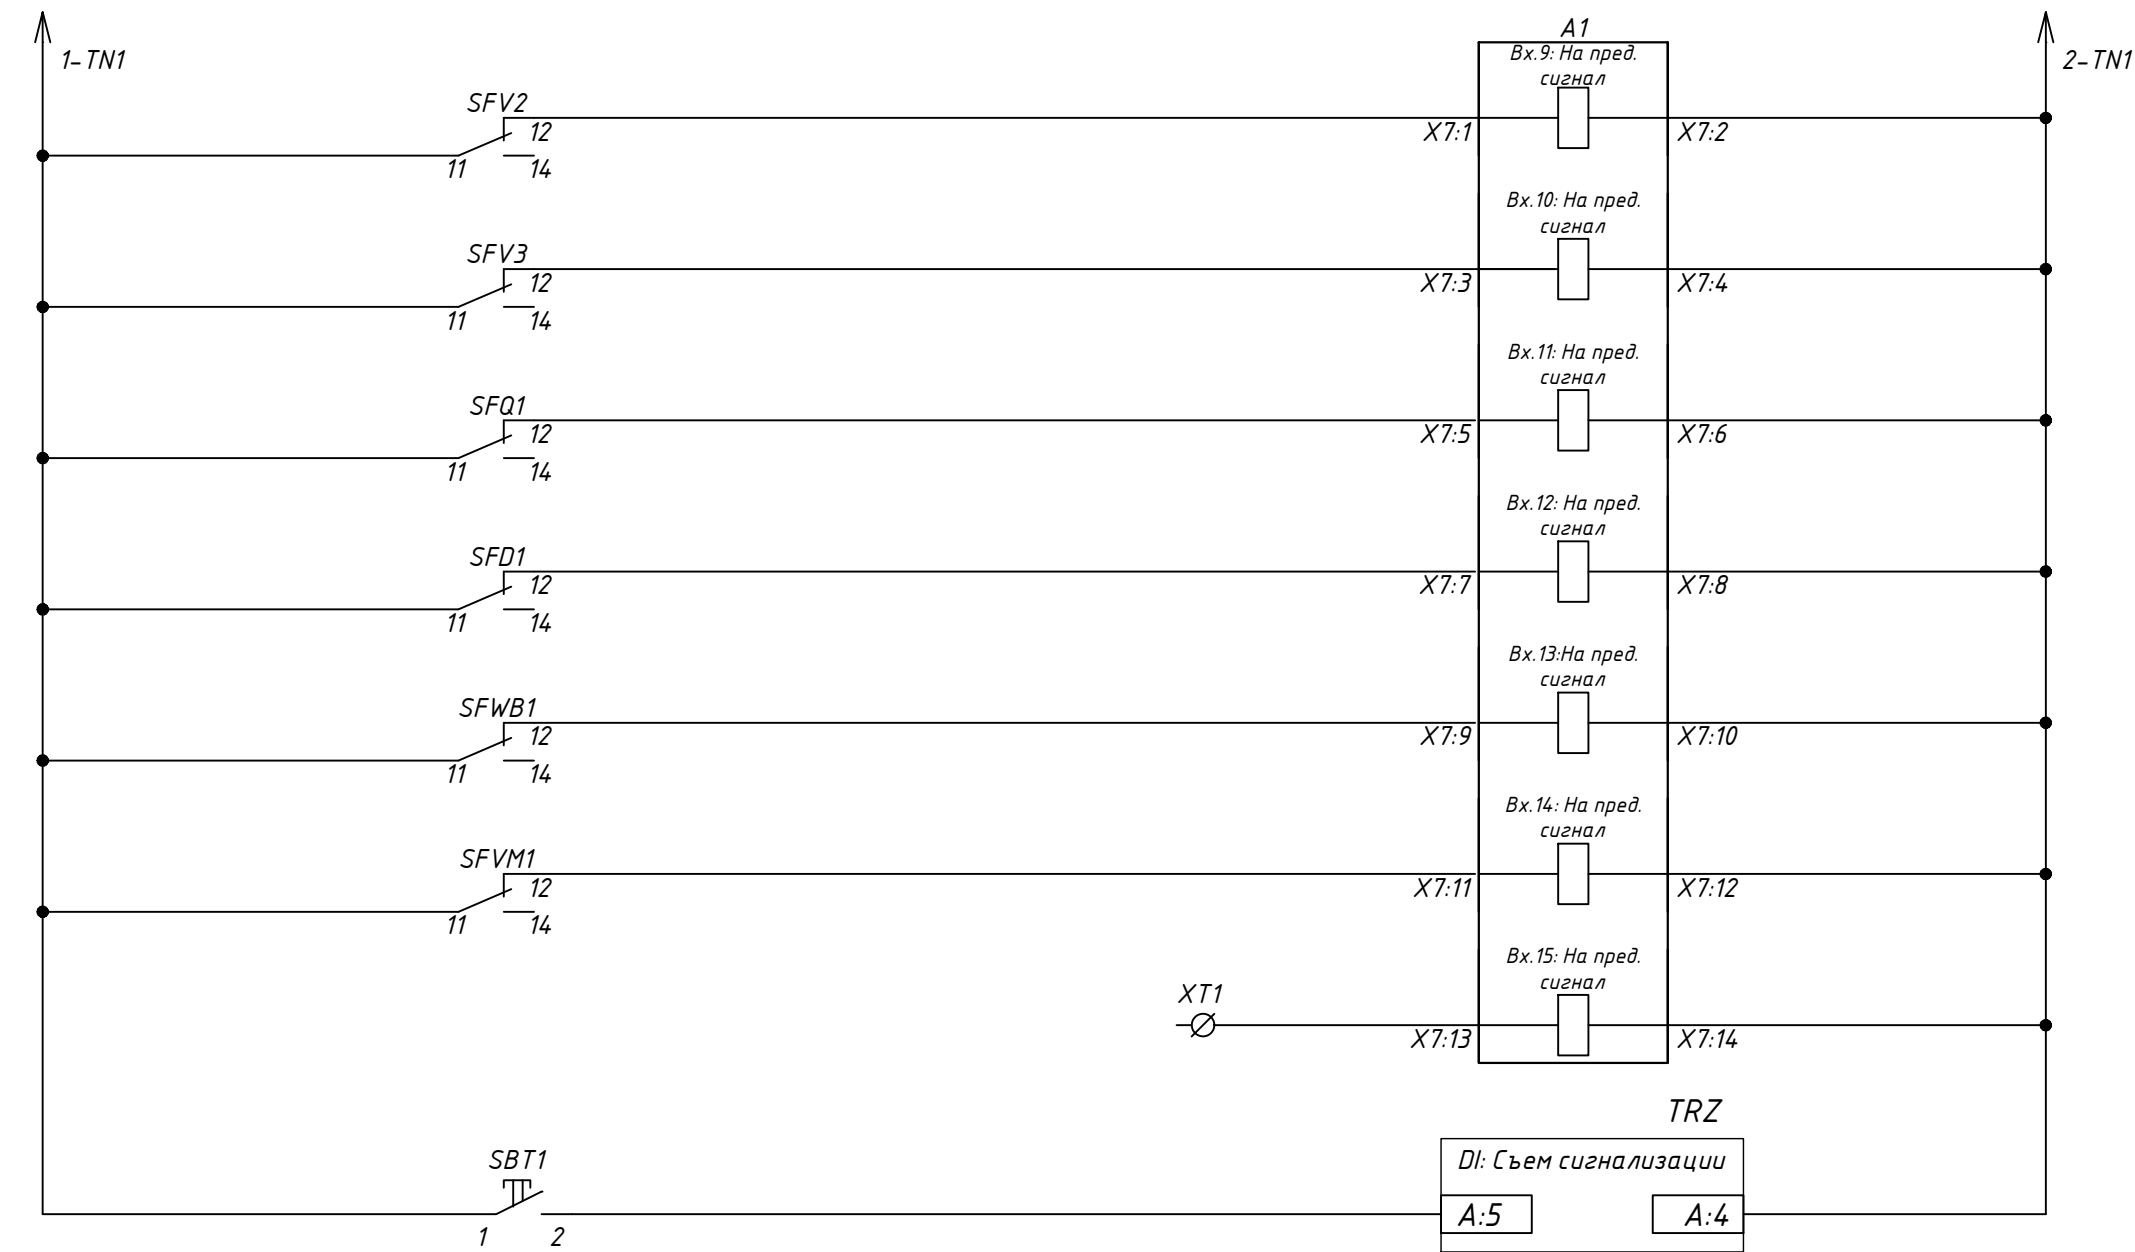 1-TN1
A1
2-TN1
Вх.9: На пред.
сигнал
SFV2
12
11
14
X7:1
X7:2
Вх.10: На пред.
сигнал
SFV3
12
11
14
X7:3
X7:4
Вх.11: На пред.
сигнал
SFQ1
12
11
14
X7:5
X7:6
Вх.12: На пред.
сигнал
SFD1
12
11
14
X7:7
X7:8
Вх.13:На пред.
сигнал
SFWB1
12
11
14
X7:9
X7:10
Вх.14: На пред.
сигнал
SFVM1
12
11
14
X7:11
X7:12
Вх.15: На пред.
сигнал
XT1
X7:13
X7:14
TRZ
SBT1
DI: Съем сигнализации
A:5
A:4
1
2